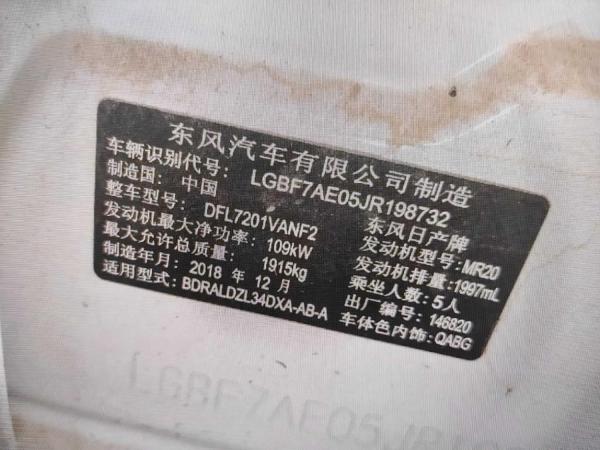 东风汽车有限公司制造
车辆识别代号: LGBF7AE05JR198732
制造国: 中国 东风日产牌
整车型号: DFL7201VANF2 发动机型号: MR20
发动机最大净功率: 109kW 发动机排量: 1997mL
最大允许总质量: 1915kg 乘坐人数: 5人
制造年月: 2018 年 12 月 出厂编号: 146820
适用型式: BDRALDZL34DXA-AB-A 车体色内饰: QABG
LGBF7AE05JR1